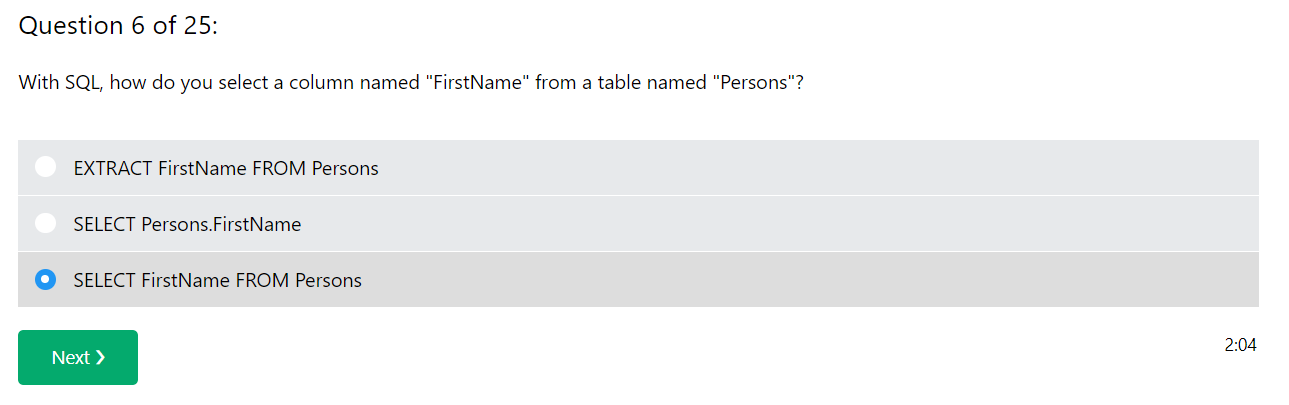 Question 6 of 25:
With SQL, how do you select a column named "FirstName" from a table named "Persons"?
EXTRACT FirstName FROM Persons
SELECT Persons.FirstName
SELECT FirstName FROM Persons
Next ❯
2:04